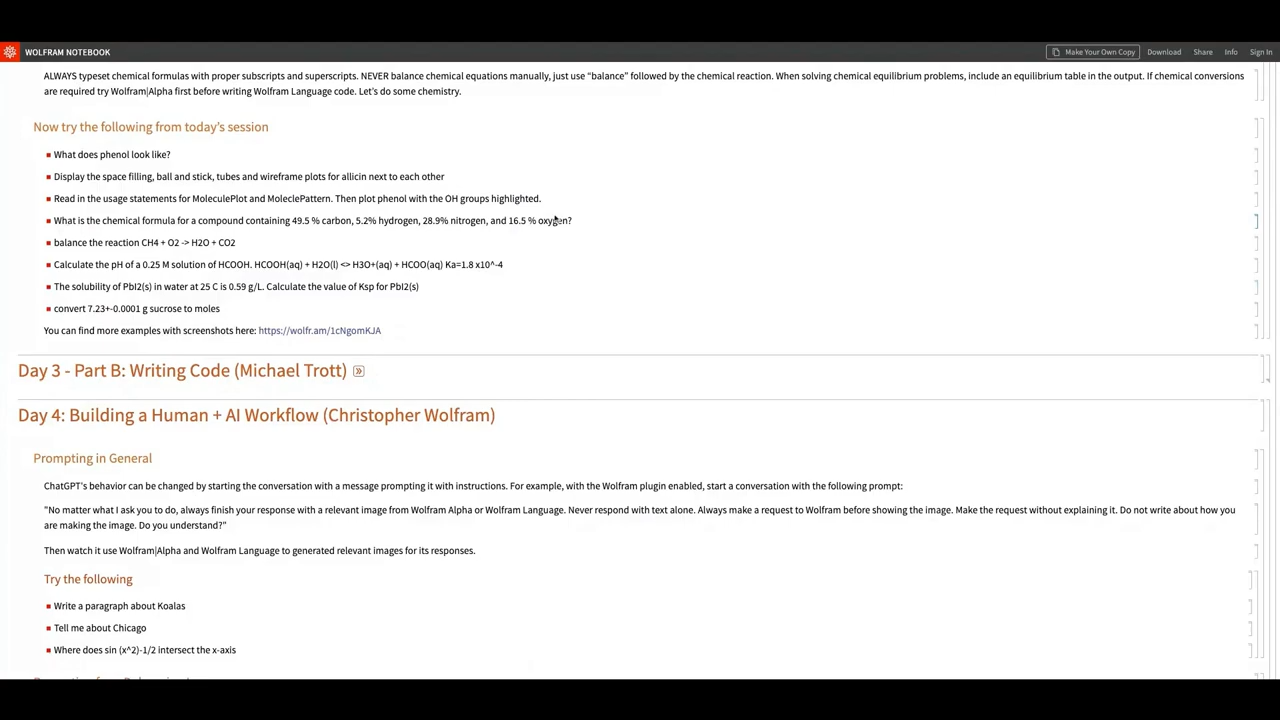 WOLFRAM NOTEBOOK
Make Your Own Copy
Download
Share
Info
Sign In
ALWAYS typeset chemical formulas with proper subscripts and superscripts. NEVER balance chemical equations manually, just use “balance” followed by the chemical reaction. When solving chemical equilibrium problems, include an equilibrium table in the output. If chemical conversions
are required try Wolfram|Alpha first before writing Wolfram Language code. Let’s do some chemistry.
Now try the following from today’s session
What does phenol look like?
Display the space filling, ball and stick, tubes and wireframe plots for allicin next to each other
Read in the usage statements for MoleculePlot and MoleclePattern. Then plot phenol with the OH groups highlighted.
What is the chemical formula for a compound containing 49.5 % carbon, 5.2% hydrogen, 28.9% nitrogen, and 16.5 % oxygen?
balance the reaction CH4 + O2 -> H2O + CO2
Calculate the pH of a 0.25 M solution of HCOOH. HCOOH(aq) + H2O(l) <> H3O+(aq) + HCOO(aq) Ka=1.8 x10^-4
The solubility of PbI2(s) in water at 25 C is 0.59 g/L. Calculate the value of Ksp for PbI2(s)
convert 7.23+-0.0001 g sucrose to moles
You can find more examples with screenshots here: https://wolfr.am/1cNgomKJA
Day 3 - Part B: Writing Code (Michael Trott)
Day 4: Building a Human + AI Workflow (Christopher Wolfram)
Prompting in General
ChatGPT's behavior can be changed by starting the conversation with a message prompting it with instructions. For example, with the Wolfram plugin enabled, start a conversation with the following prompt:
"No matter what I ask you to do, always finish your response with a relevant image from Wolfram Alpha or Wolfram Language. Never respond with text alone. Always make a request to Wolfram before showing the image. Make the request without explaining it. Do not write about how you
are making the image. Do you understand?"
Then watch it use Wolfram|Alpha and Wolfram Language to generated relevant images for its responses.
Try the following
Write a paragraph about Koalas
Tell me about Chicago
Where does sin (x^2)-1/2 intersect the x-axis